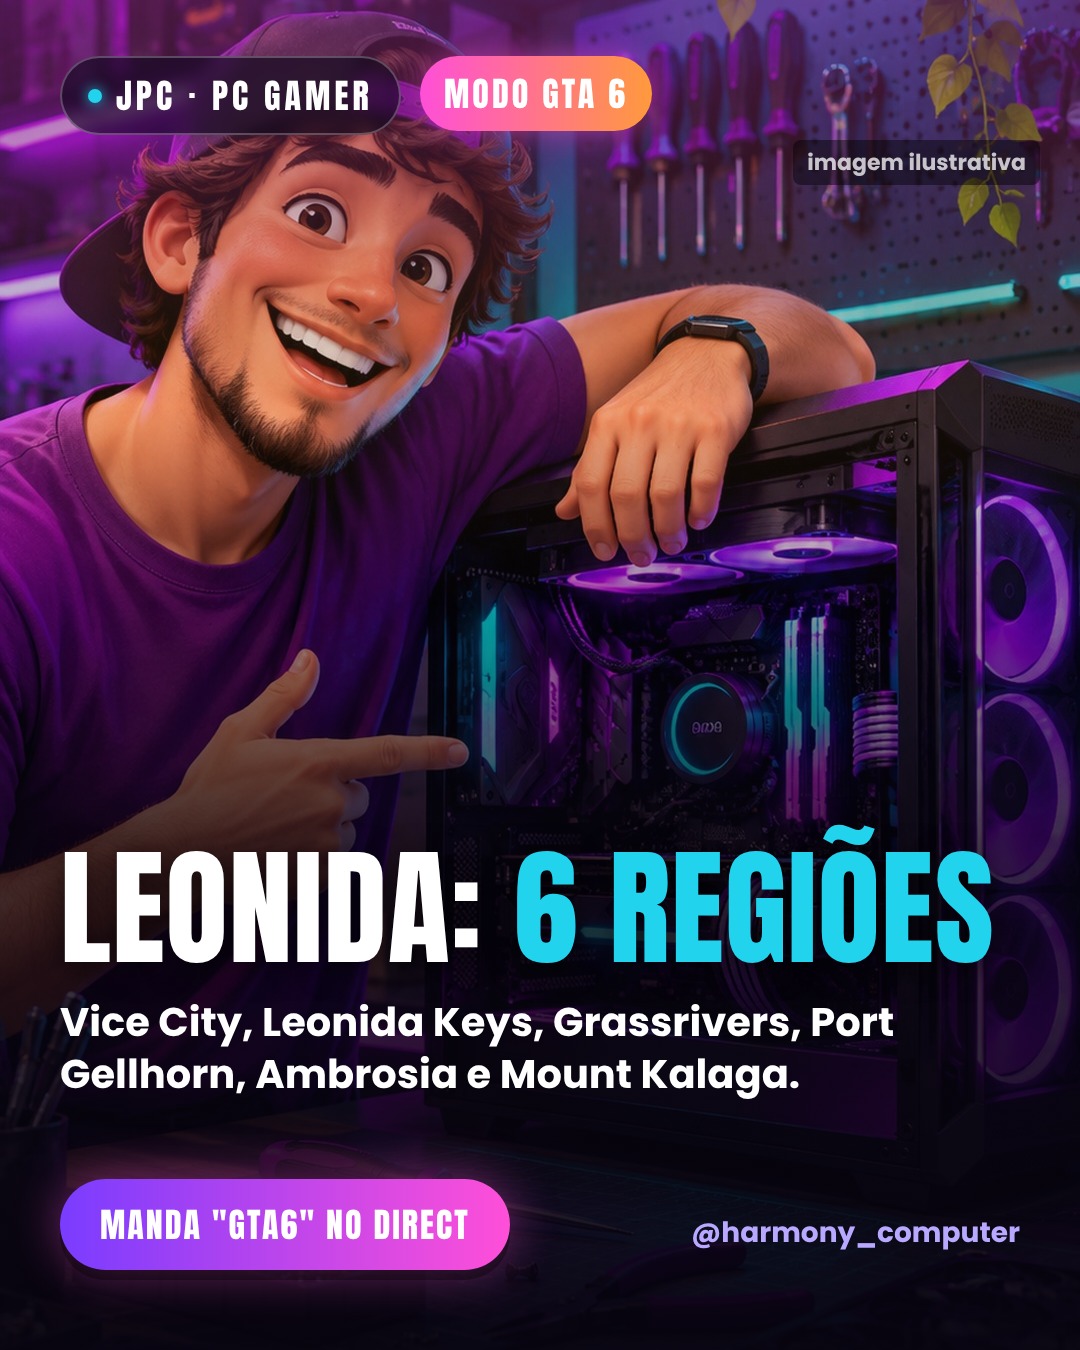 JPC · PC GAMER
MODO GTA 6
imagem ilustrativa
LEONIDA: 6 REGIÕES
Vice City, Leonida Keys, Grassrivers, Port
Gellhorn, Ambrosia e Mount Kalaga.
MANDA "GTA6" NO DIRECT
@harmony_computer